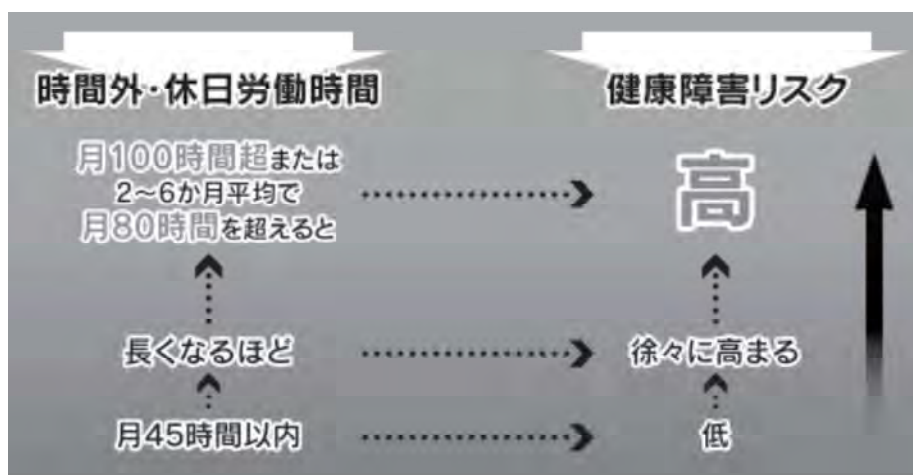 時間外・休日労働時間
健康障害リスク
月100時間超または
2〜6か月平均で
月80時間を超えると
高
長くなるほど
徐々に高まる
月45時間以内
低